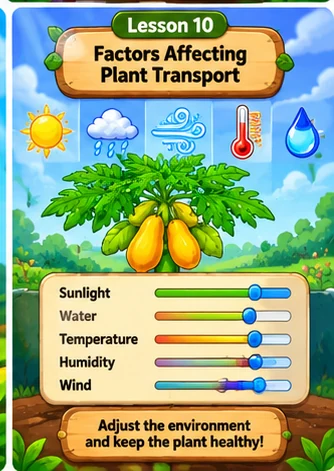 Lesson 10
Factors Affecting
Plant Transport
Sunlight
Water
Temperature
Humidity
Wind
Adjust the environment
and keep the plant healthy!